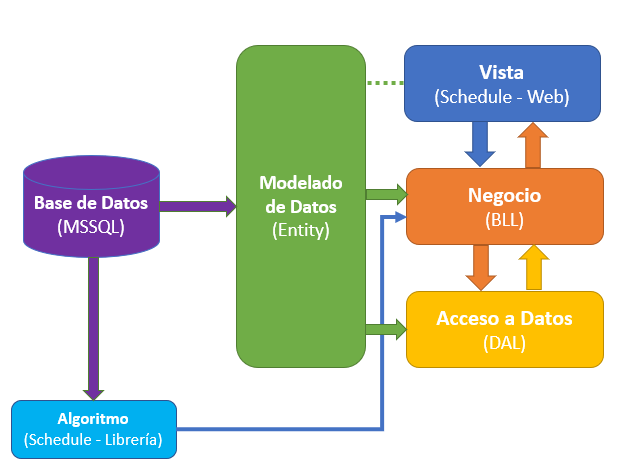 Vista
(Schedule - Web)
Base de Datos
(MSSQL)
Modelado
de Datos
(Entity)
Negocio
(BLL)
Acceso a Datos
(DAL)
Algoritmo
(Schedule - Librería)